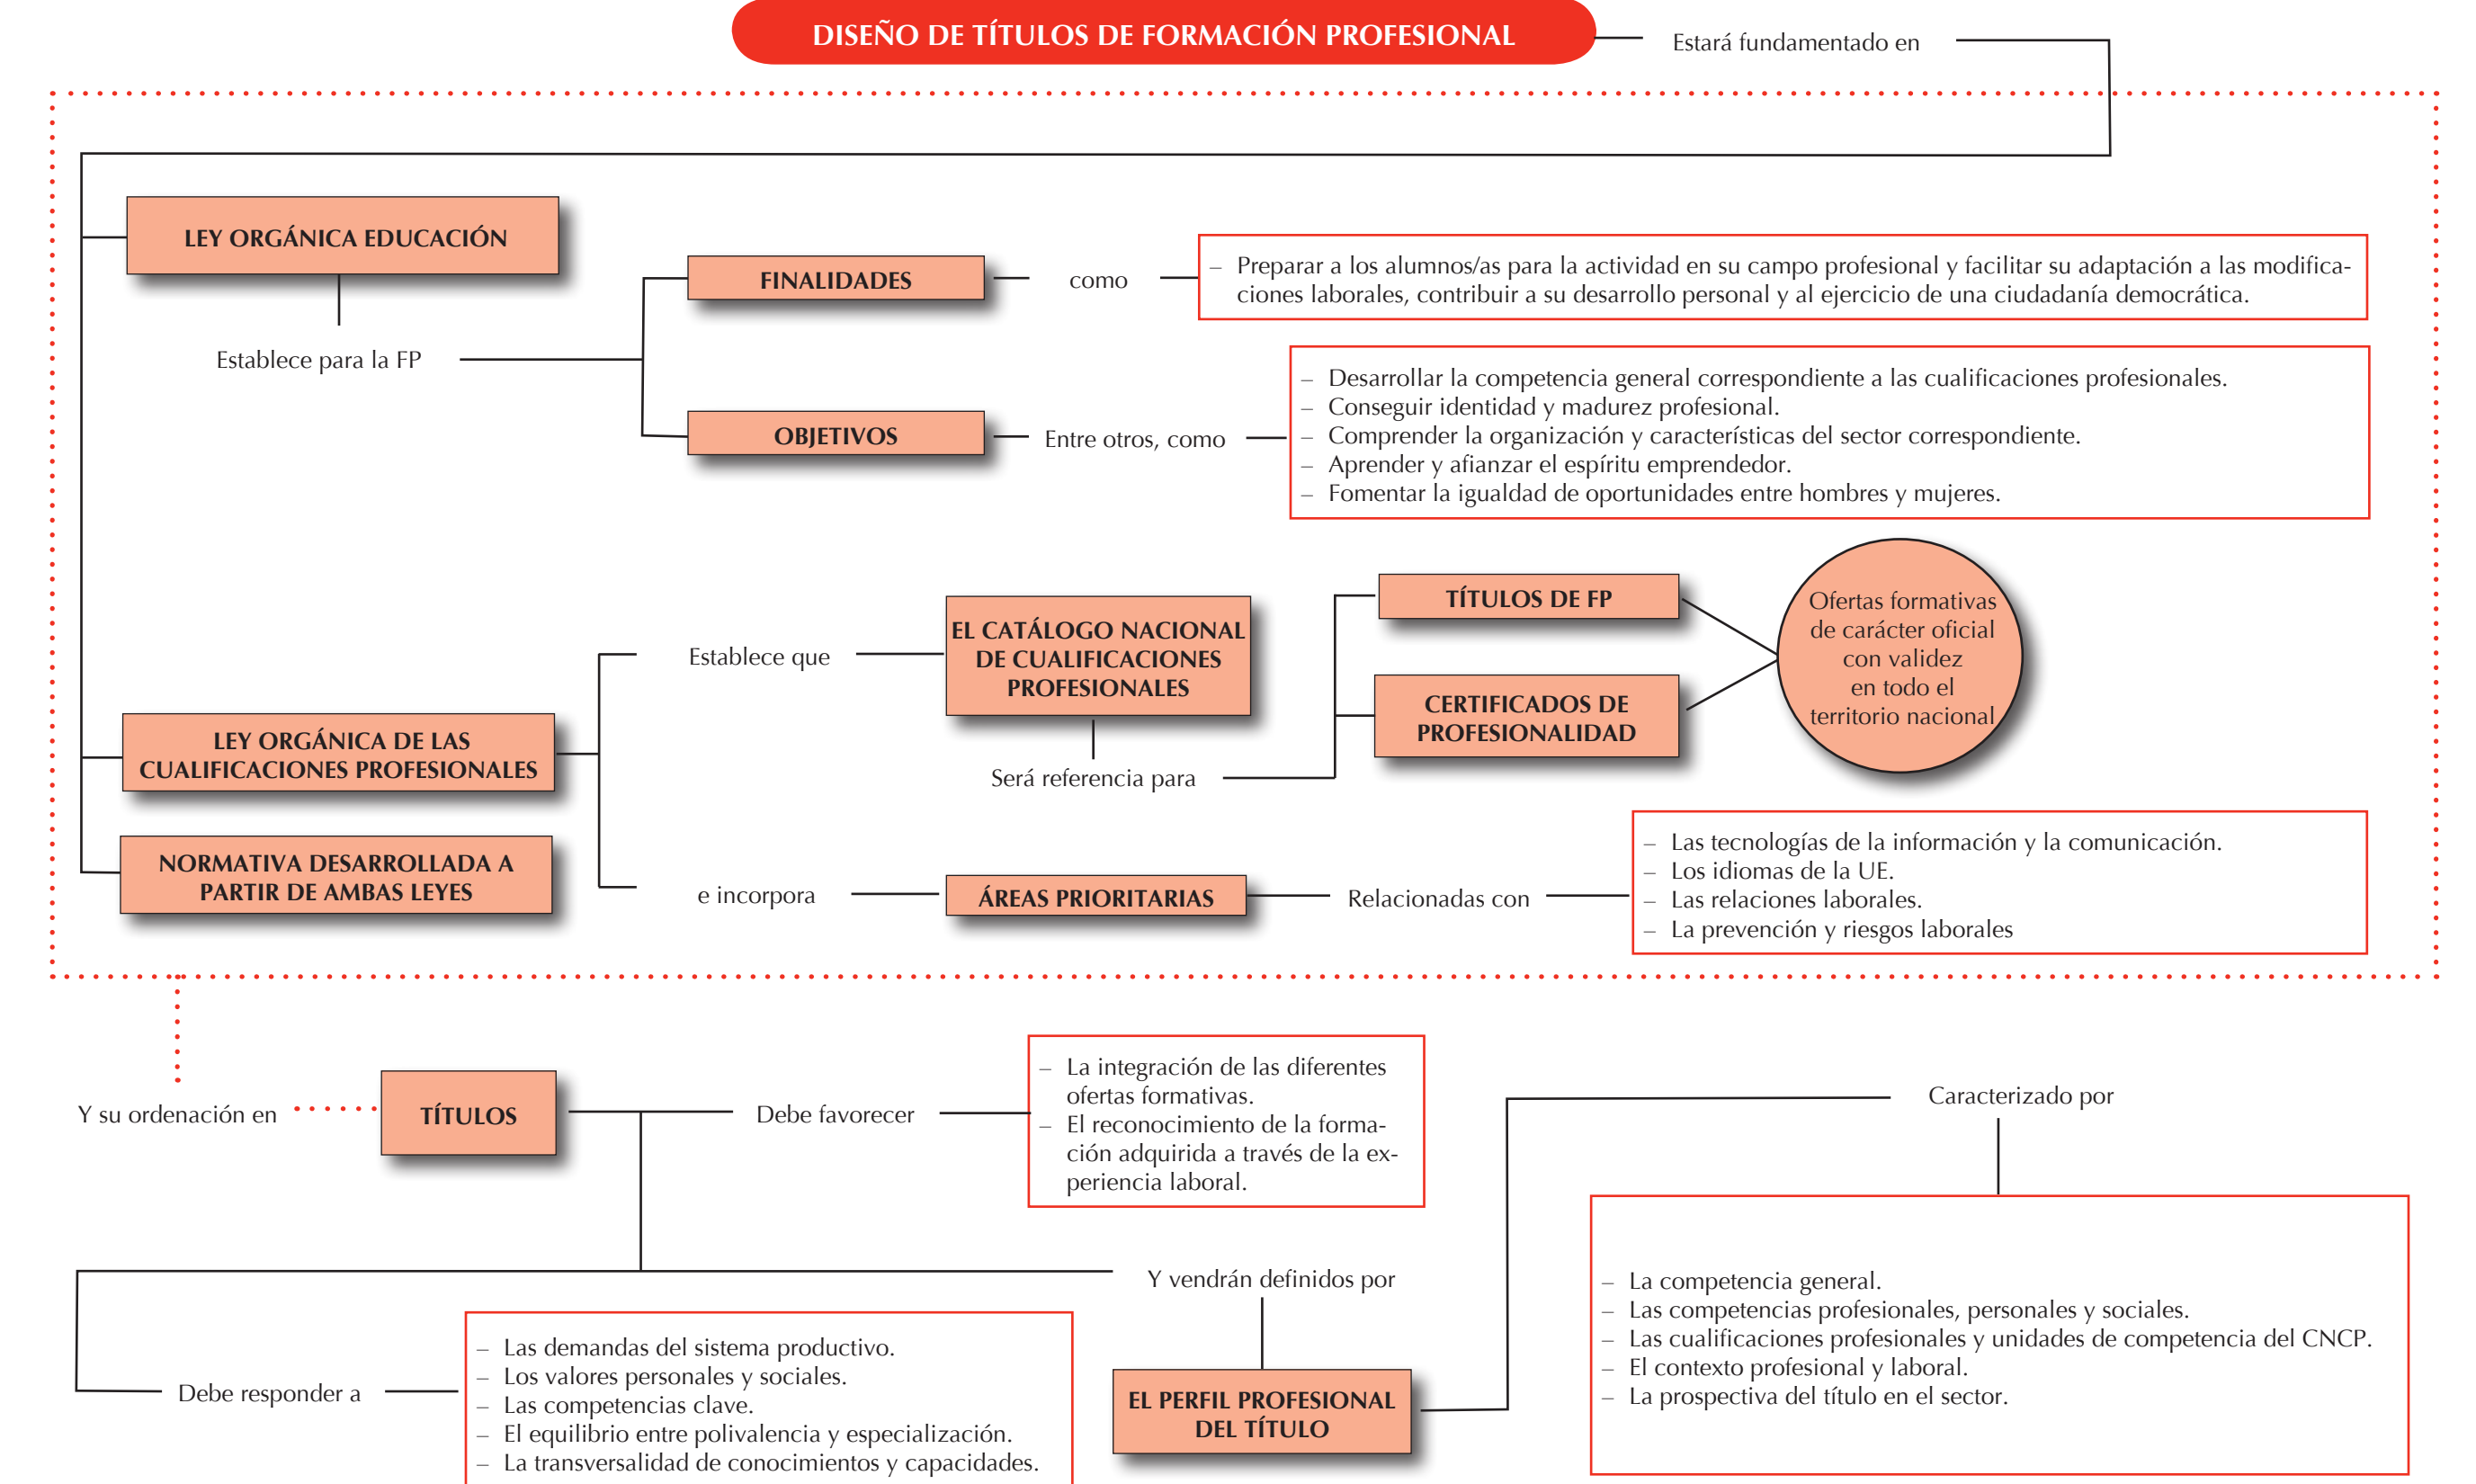 DISEÑO DE TÍTULOS DE FORMACIÓN PROFESIONAL
Estará fundamentado en
LEY ORGÁNICA EDUCACIÓN
Establece para la FP
FINALIDADES
como
– Preparar a los alumnos/as para la actividad en su campo profesional y facilitar su adaptación a las modifica-
ciones laborales, contribuir a su desarrollo personal y al ejercicio de una ciudadanía democrática.
OBJETIVOS
Entre otros, como
– Desarrollar la competencia general correspondiente a las cualificaciones profesionales.
– Conseguir identidad y madurez profesional.
– Comprender la organización y características del sector correspondiente.
– Aprender y afianzar el espíritu emprendedor.
– Fomentar la igualdad de oportunidades entre hombres y mujeres.
LEY ORGÁNICA DE LAS
CUALIFICACIONES PROFESIONALES
Establece que
EL CATÁLOGO NACIONAL
DE CUALIFICACIONES
PROFESIONALES
Será referencia para
TÍTULOS DE FP
CERTIFICADOS DE
PROFESIONALIDAD
Ofertas formativas
de carácter oficial
con validez
en todo el
territorio nacional
e incorpora
ÁREAS PRIORITARIAS
Relacionadas con
– Las tecnologías de la información y la comunicación.
– Los idiomas de la UE.
– Las relaciones laborales.
– La prevención y riesgos laborales
NORMATIVA DESARROLLADA A
PARTIR DE AMBAS LEYES
Y su ordenación en
TÍTULOS
Debe favorecer
– La integración de las diferentes
ofertas formativas.
– El reconocimiento de la forma-
ción adquirida a través de la ex-
periencia laboral.
Debe responder a
– Las demandas del sistema productivo.
– Los valores personales y sociales.
– Las competencias clave.
– El equilibrio entre polivalencia y especialización.
– La transversalidad de conocimientos y capacidades.
Y vendrán definidos por
EL PERFIL PROFESIONAL
DEL TÍTULO
Caracterizado por
– La competencia general.
– Las competencias profesionales, personales y sociales.
– Las cualificaciones profesionales y unidades de competencia del CNCP.
– El contexto profesional y laboral.
– La prospectiva del título en el sector.